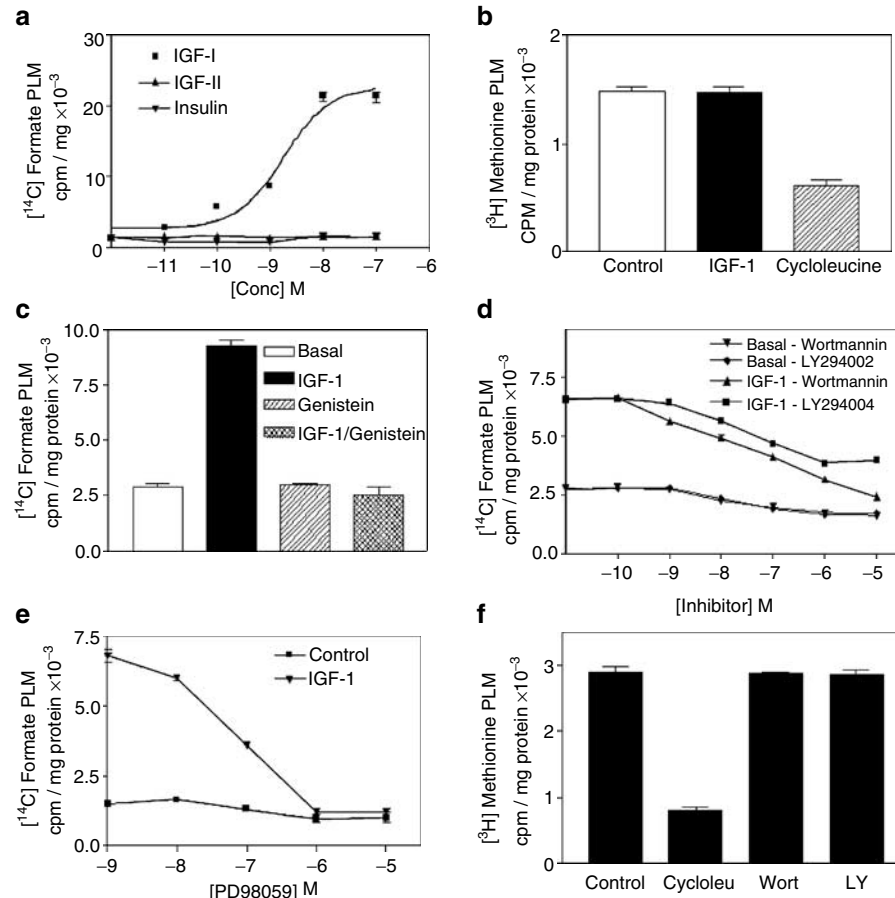 a
[14C] Formate PLM
cpm / mg ×10−3
30
20
10
0
IGF-I
IGF-II
Insulin
−11 −10 −9 −8 −7 −6
[Conc] M
b
[3H] Methionine PLM
CPM / mg protein ×10−3
2
1
0
Control IGF-1 Cycloleucine
c
[14C] Formate PLM
cpm / mg protein ×10−3
10.0
7.5
5.0
2.5
0.0
Basal
IGF-1
Genistein
IGF-1/Genistein
d
[14C] Formate PLM
cpm / mg protein ×10−3
7.5
5.0
2.5
0.0
Basal - Wortmannin
Basal - LY294002
IGF-1 - Wortmannin
IGF-1 - LY294004
−10 −9 −8 −7 −6 −5
[Inhibitor] M
e
[14C] Formate PLM
cpm / mg protein ×10−3
7.5
5.0
2.5
0.0
Control
IGF-1
−9 −8 −7 −6 −5
[PD98059] M
f
[3H] Methionine PLM
cpm / mg protein ×10−3
3
2
1
0
Control Cycloleu Wort LY